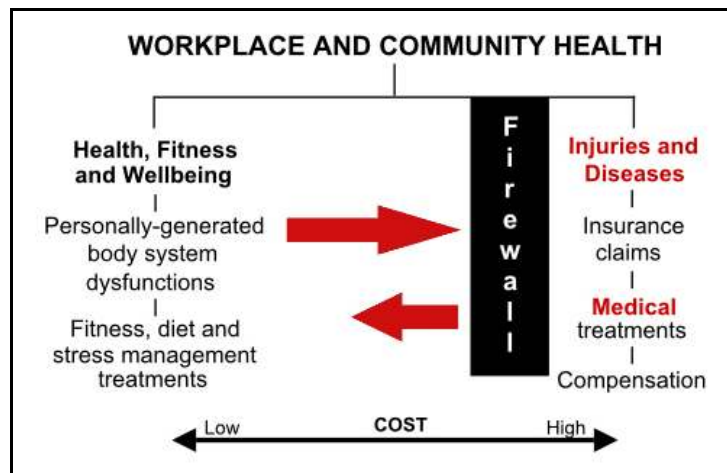 WORKPLACE AND COMMUNITY HEALTH
Health, Fitness
and Wellbeing
Personally-generated
body system
dysfunctions
Fitness, diet and
stress management
treatments
Firewall
Injuries and
Diseases
Insurance
claims
Medical
treatments
Compensation
Low COST High